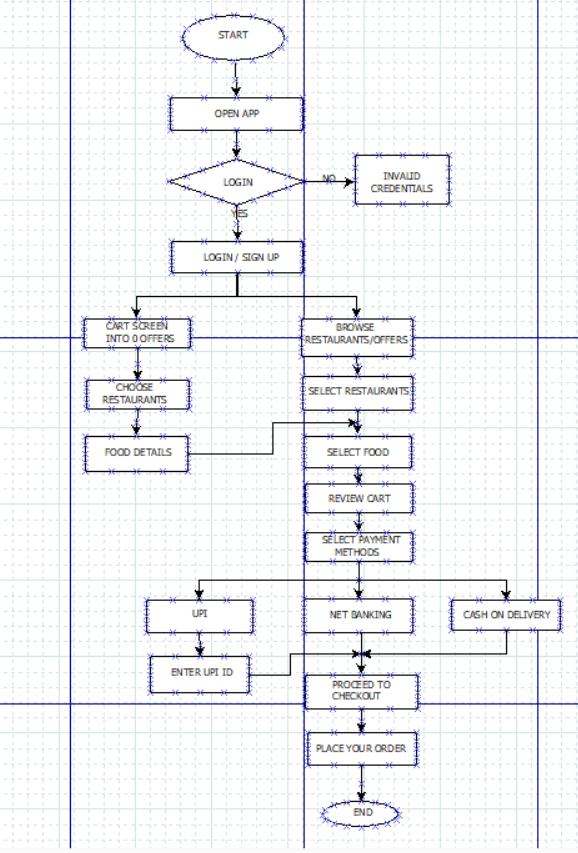 START
OPEN APP
LOGIN
NO
INVALID
CREDENTIALS
YES
LOGIN / SIGN UP
CART SCREEN
INTO 0 OFFERS
BROWSE
RESTAURANTS/OFFERS
CHOOSE
RESTAURANTS
SELECT RESTAURANTS
FOOD DETAILS
SELECT FOOD
REVIEW CART
SELECT PAYMENT
METHODS
UPI
NET BANKING
CASH ON DELIVERY
ENTER UPI ID
PROCEED TO
CHECKOUT
PLACE YOUR ORDER
END